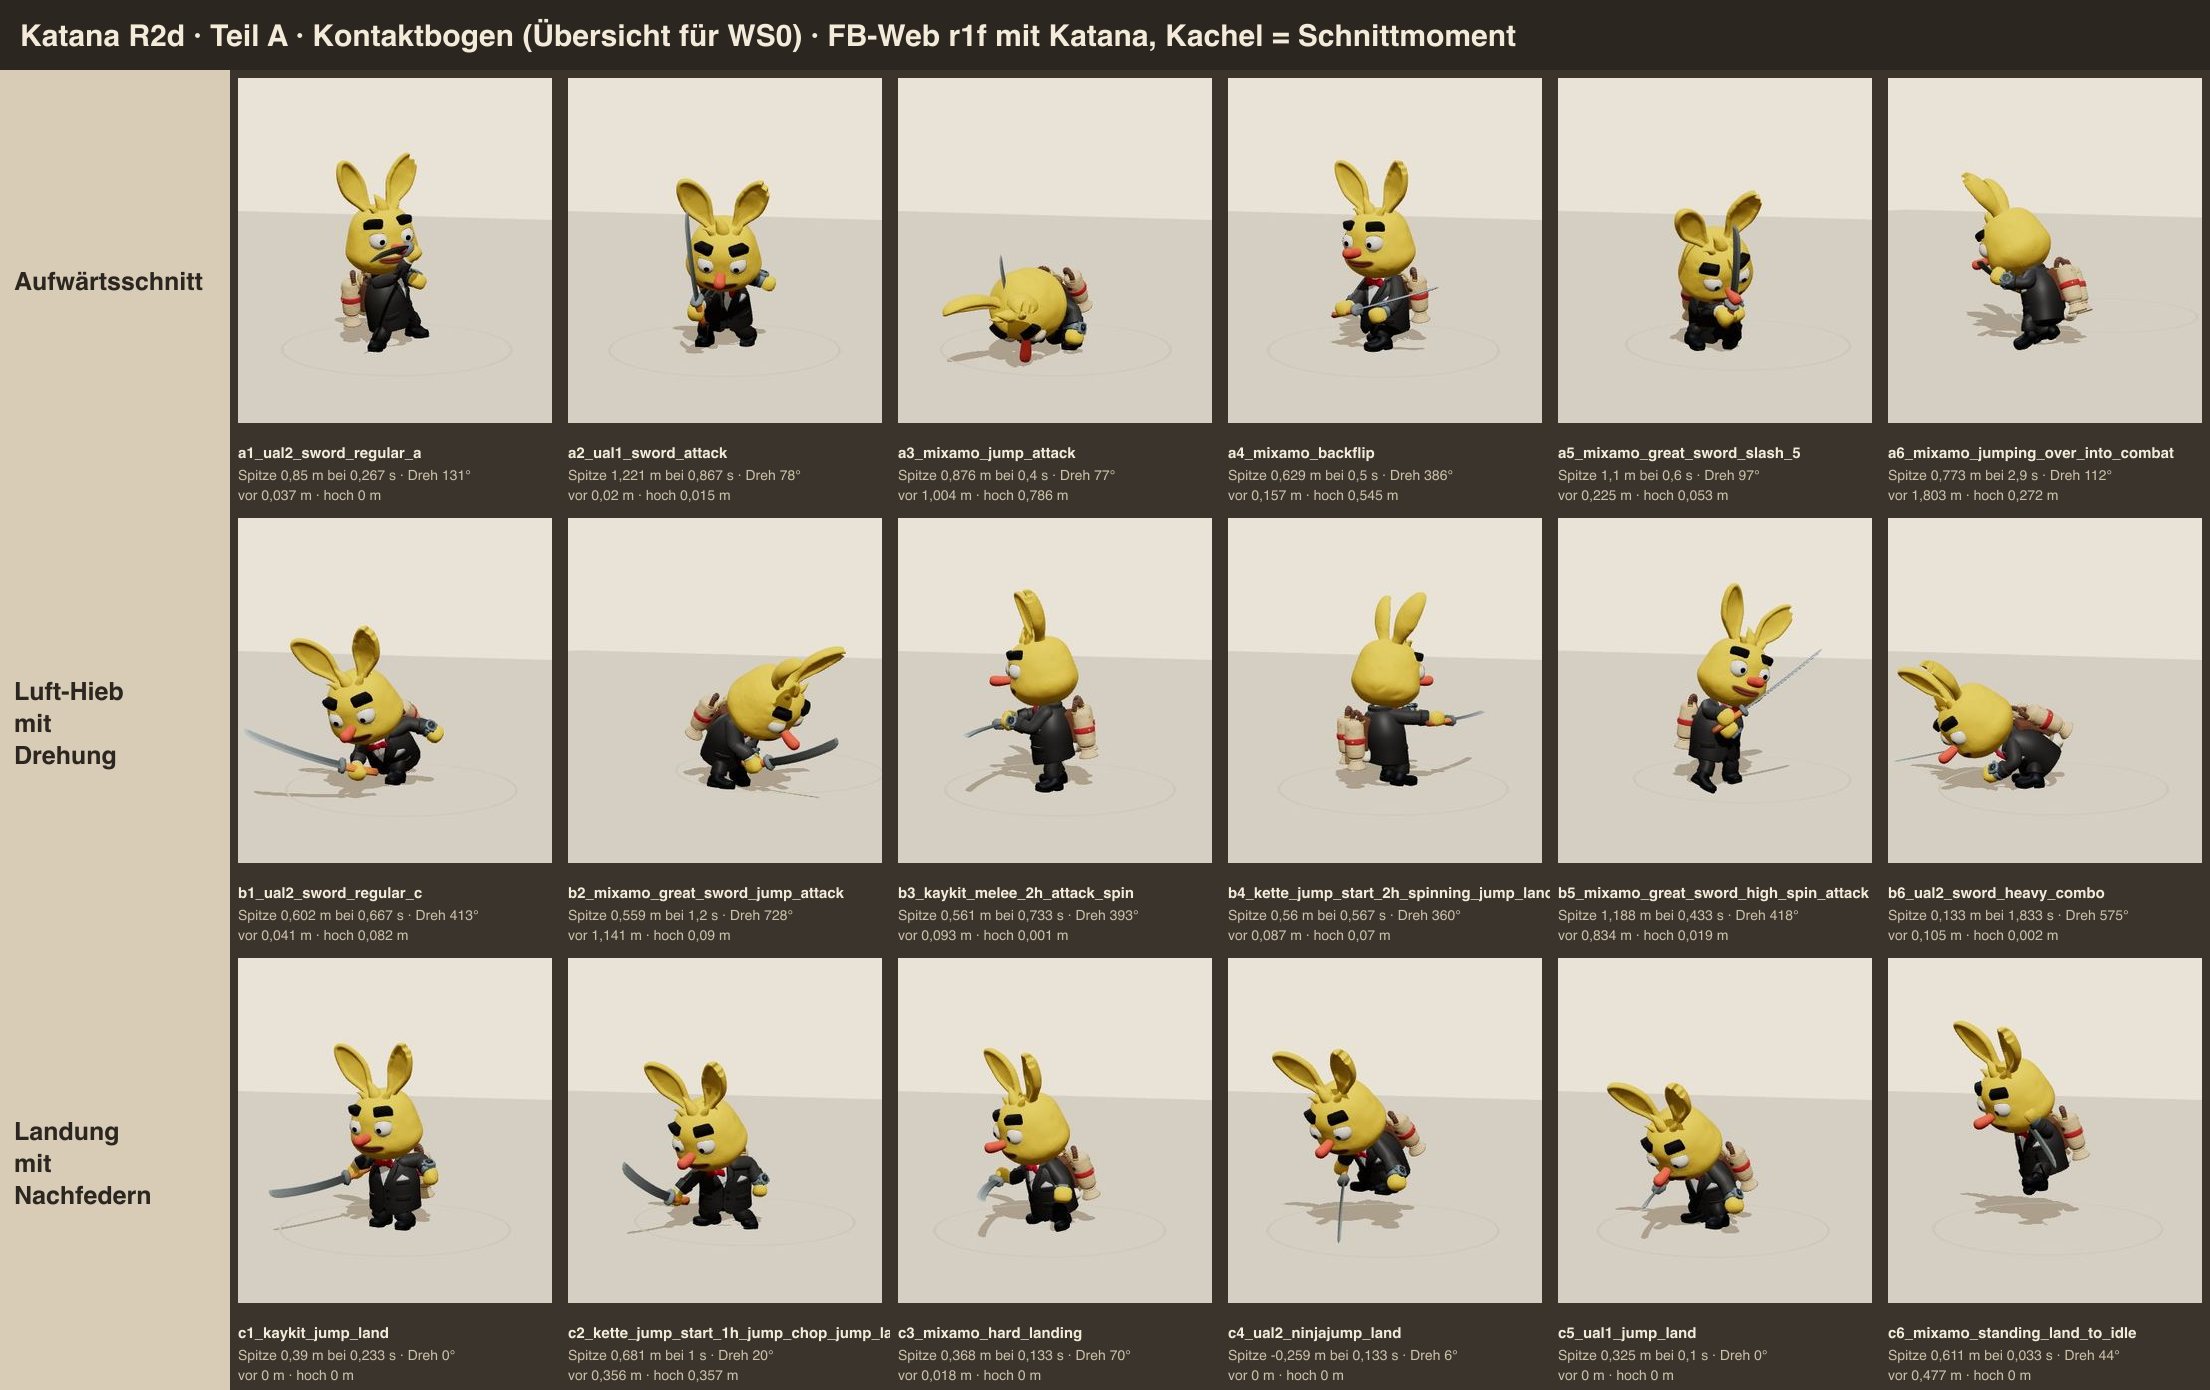 Katana R2d · Teil A · Kontaktbogen (Übersicht für WS0) · FB-Web r1f mit Katana, Kachel = Schnittmoment
Aufwärtsschnitt
a1_ual2_sword_regular_a
Spitze 0,85 m bei 0,267 s · Dreh 131°
vor 0,037 m · hoch 0 m
a2_ual1_sword_attack
Spitze 1,221 m bei 0,867 s · Dreh 78°
vor 0,02 m · hoch 0,015 m
a3_mixamo_jump_attack
Spitze 0,876 m bei 0,4 s · Dreh 77°
vor 1,004 m · hoch 0,786 m
a4_mixamo_backflip
Spitze 0,629 m bei 0,5 s · Dreh 386°
vor 0,157 m · hoch 0,545 m
a5_mixamo_great_sword_slash_5
Spitze 1,1 m bei 0,6 s · Dreh 97°
vor 0,225 m · hoch 0,053 m
a6_mixamo_jumping_over_into_combat
Spitze 0,773 m bei 2,9 s · Dreh 112°
vor 1,803 m · hoch 0,272 m
Luft-Hieb
mit
Drehung
b1_ual2_sword_regular_c
Spitze 0,602 m bei 0,667 s · Dreh 413°
vor 0,041 m · hoch 0,082 m
b2_mixamo_great_sword_jump_attack
Spitze 0,559 m bei 1,2 s · Dreh 728°
vor 1,141 m · hoch 0,09 m
b3_kaykit_melee_2h_attack_spin
Spitze 0,561 m bei 0,733 s · Dreh 393°
vor 0,093 m · hoch 0,001 m
b4_kette_jump_start_2h_spinning_jump_lanc
Spitze 0,56 m bei 0,567 s · Dreh 360°
vor 0,087 m · hoch 0,07 m
b5_mixamo_great_sword_high_spin_attack
Spitze 1,188 m bei 0,433 s · Dreh 418°
vor 0,834 m · hoch 0,019 m
b6_ual2_sword_heavy_combo
Spitze 0,133 m bei 1,833 s · Dreh 575°
vor 0,105 m · hoch 0,002 m
Landung
mit
Nachfedern
c1_kaykit_jump_land
Spitze 0,39 m bei 0,233 s · Dreh 0°
vor 0 m · hoch 0 m
c2_kette_jump_start_1h_jump_chop_jump_la
Spitze 0,681 m bei 1 s · Dreh 20°
vor 0,356 m · hoch 0,357 m
c3_mixamo_hard_landing
Spitze 0,368 m bei 0,133 s · Dreh 70°
vor 0,018 m · hoch 0 m
c4_ual2_ninjajump_land
Spitze -0,259 m bei 0,133 s · Dreh 6°
vor 0 m · hoch 0 m
c5_ual1_jump_land
Spitze 0,325 m bei 0,1 s · Dreh 0°
vor 0 m · hoch 0 m
c6_mixamo_standing_land_to_idle
Spitze 0,611 m bei 0,033 s · Dreh 44°
vor 0,477 m · hoch 0 m